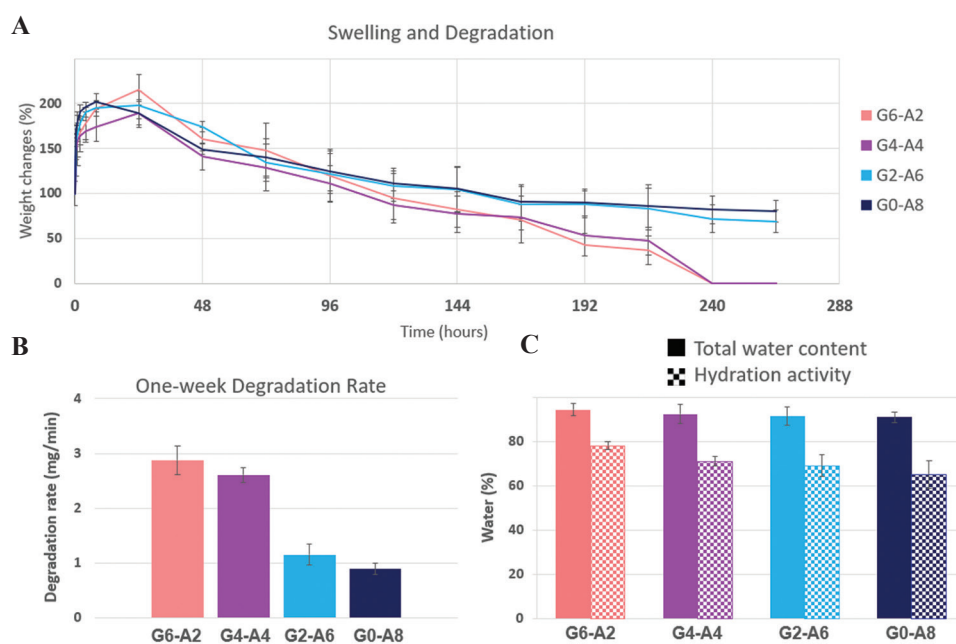 A
Swelling and Degradation
Weight changes (%)
200
150
100
50
0
0 48 96 144 192 240 288
Time (hours)
G6-A2
G4-A4
G2-A6
G0-A8
B
One-week Degradation Rate
Degradation rate (mg/min)
4
3
2
1
0
G6-A2 G4-A4 G2-A6 G0-A8
C
Total water content
Hydration activity
Water (%)
80
60
40
20
0
G6-A2 G4-A4 G2-A6 G0-A8